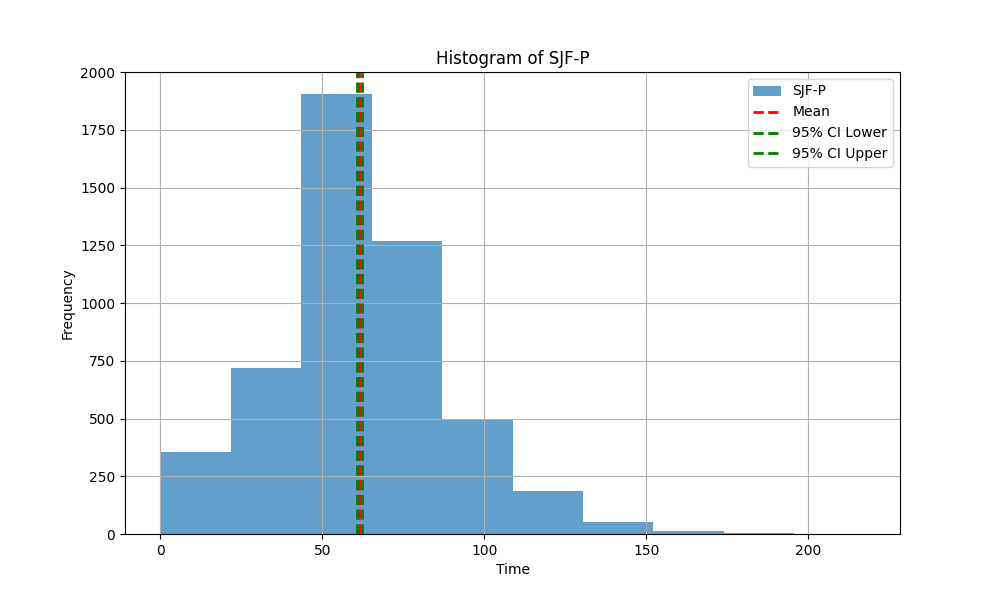 Histogram of SJF-P
2000
1750
1500
1250
1000
750
500
250
0
Frequency
0 50 100 150 200
Time
SJF-P
Mean
95% CI Lower
95% CI Upper